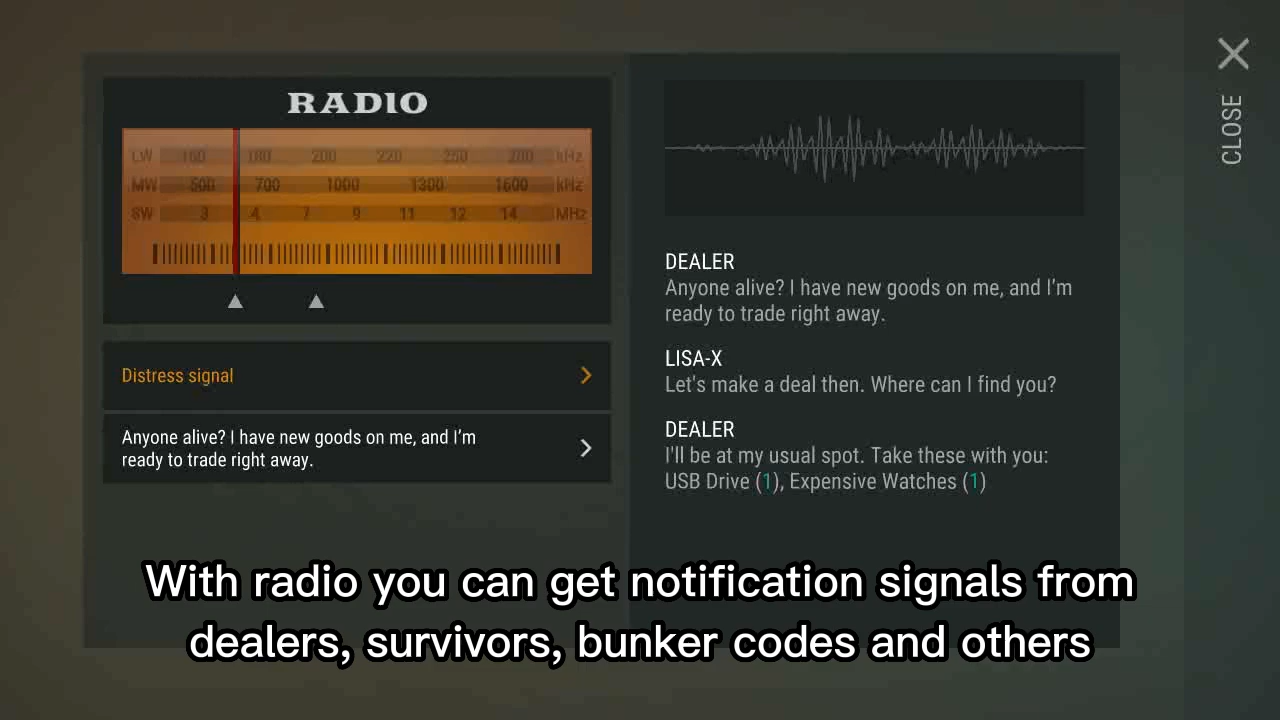 RADIO
LW 160 180 200 220 250 280 kHz
MW 500 700 1000 1300 1600 kHz
SW 3 4 7 9 11 12 14 MHz
Distress signal
Anyone alive? I have new goods on me, and I'm
ready to trade right away.
DEALER
Anyone alive? I have new goods on me, and I'm
ready to trade right away.
LISA-X
Let's make a deal then. Where can I find you?
DEALER
I'll be at my usual spot. Take these with you:
USB Drive (1), Expensive Watches (1)
CLOSE
With radio you can get notification signals from
dealers, survivors, bunker codes and others